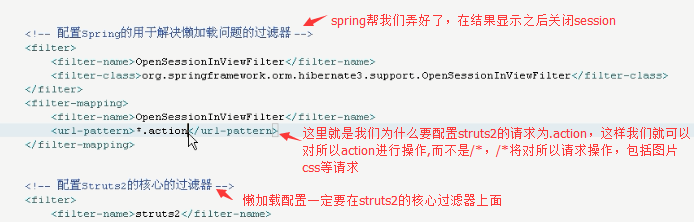 spring帮我们弄好了，在结果显示之后关闭session
<!-- 配置Spring的用于解决懒加载问题的过滤器 -->
<filter>
<filter-name>OpenSessionInViewFilter</filter-name>
<filter-class>org.springframework.orm.hibernate3.support.OpenSessionInViewFilter</filter-class>
</filter>
<filter-mapping>
<filter-name>OpenSessionInViewFilter</filter-name>
<url-pattern>*.action</url-pattern>
</filter-mapping>
这里就是我们为什么要配置struts2的请求为.action，这样我们就可以
对所以action进行操作,而不是/*，/*将对所以请求操作，包括图片
css等请求
<!-- 配置Struts2的核心的过滤器 -->
懒加载配置一定要在struts2的核心过滤器上面
<filter>
<filter-name>struts2</filter-name>